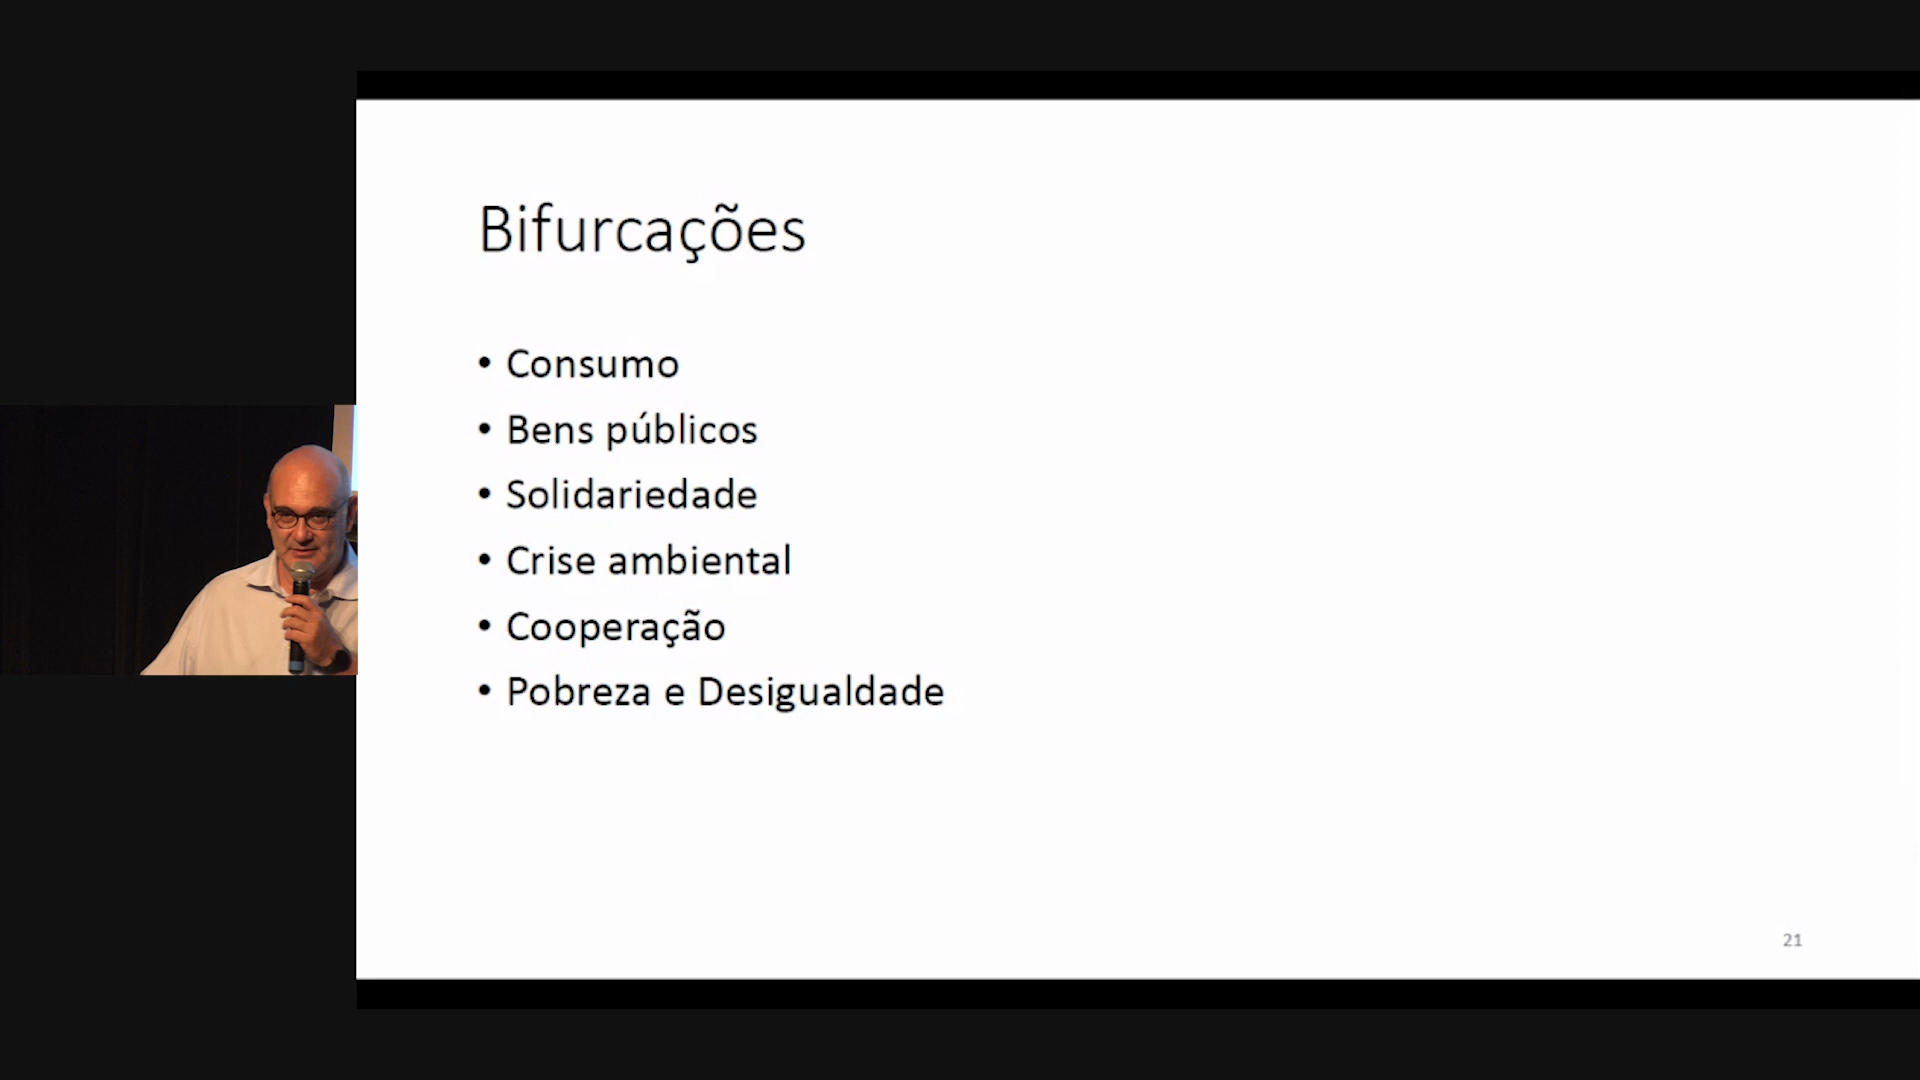 Bifurcações
• Consumo
• Bens públicos
• Solidariedade
• Crise ambiental
• Cooperação
• Pobreza e Desigualdade
21